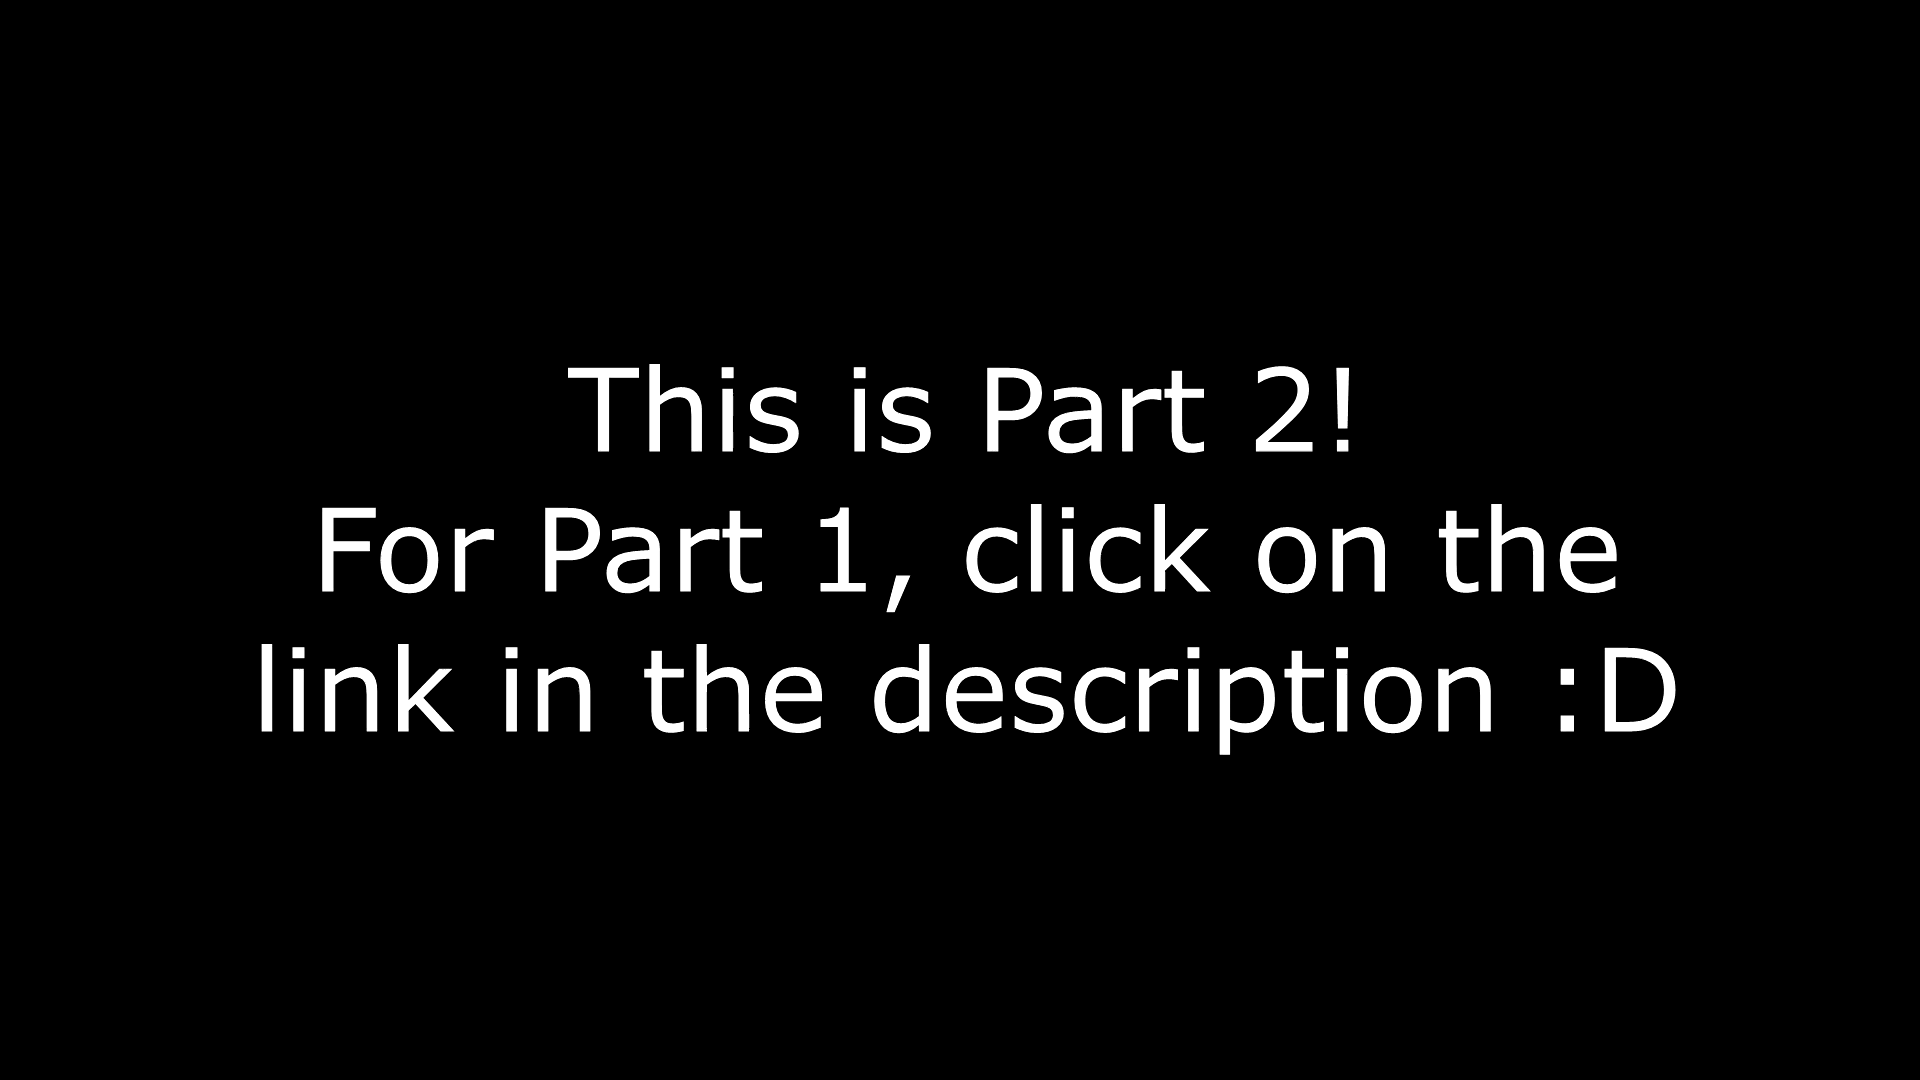 This is Part 2!
For Part 1, click on the
link in the description :D